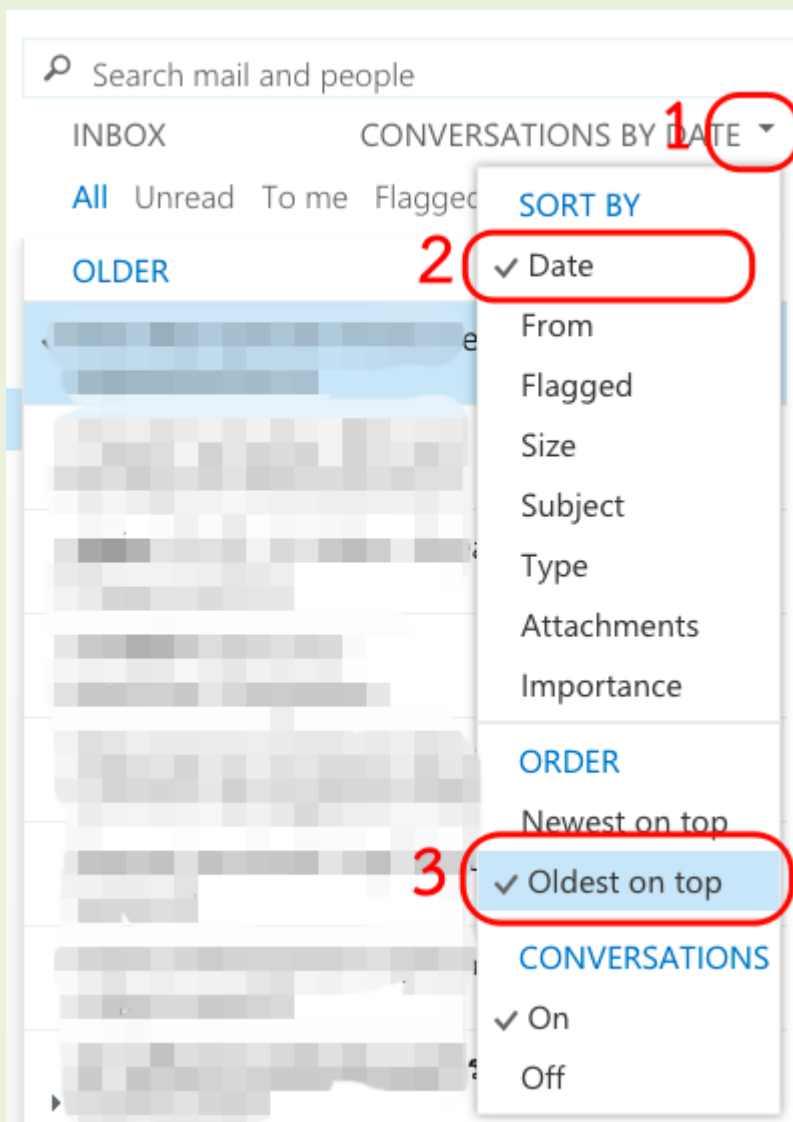 Search mail and people
INBOX CONVERSATIONS BY DATE 1
All Unread To me Flagged
SORT BY
OLDER
2 Date
From
Flagged
Size
Subject
Type
Attachments
Importance
ORDER
Newest on top
3 Oldest on top
CONVERSATIONS
On
Off